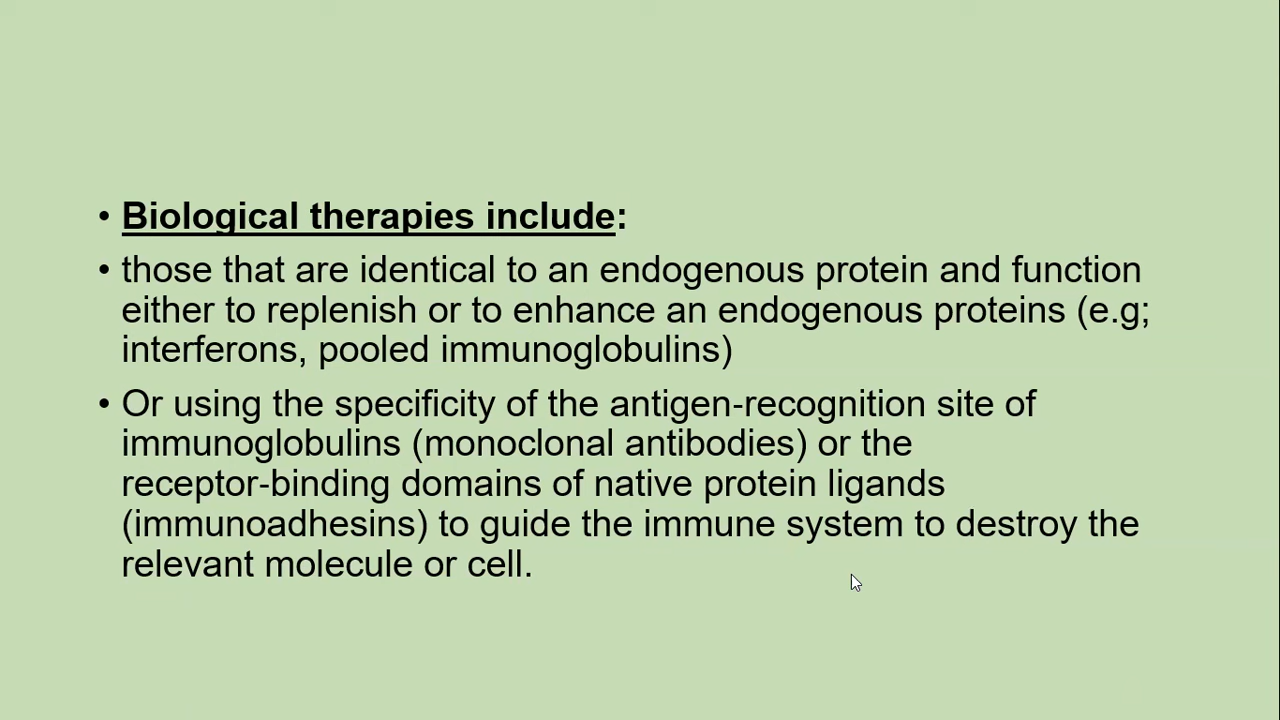 • Biological therapies include:
• those that are identical to an endogenous protein and function
either to replenish or to enhance an endogenous proteins (e.g;
interferons, pooled immunoglobulins)
• Or using the specificity of the antigen-recognition site of
immunoglobulins (monoclonal antibodies) or the
receptor-binding domains of native protein ligands
(immunoadhesins) to guide the immune system to destroy the
relevant molecule or cell.